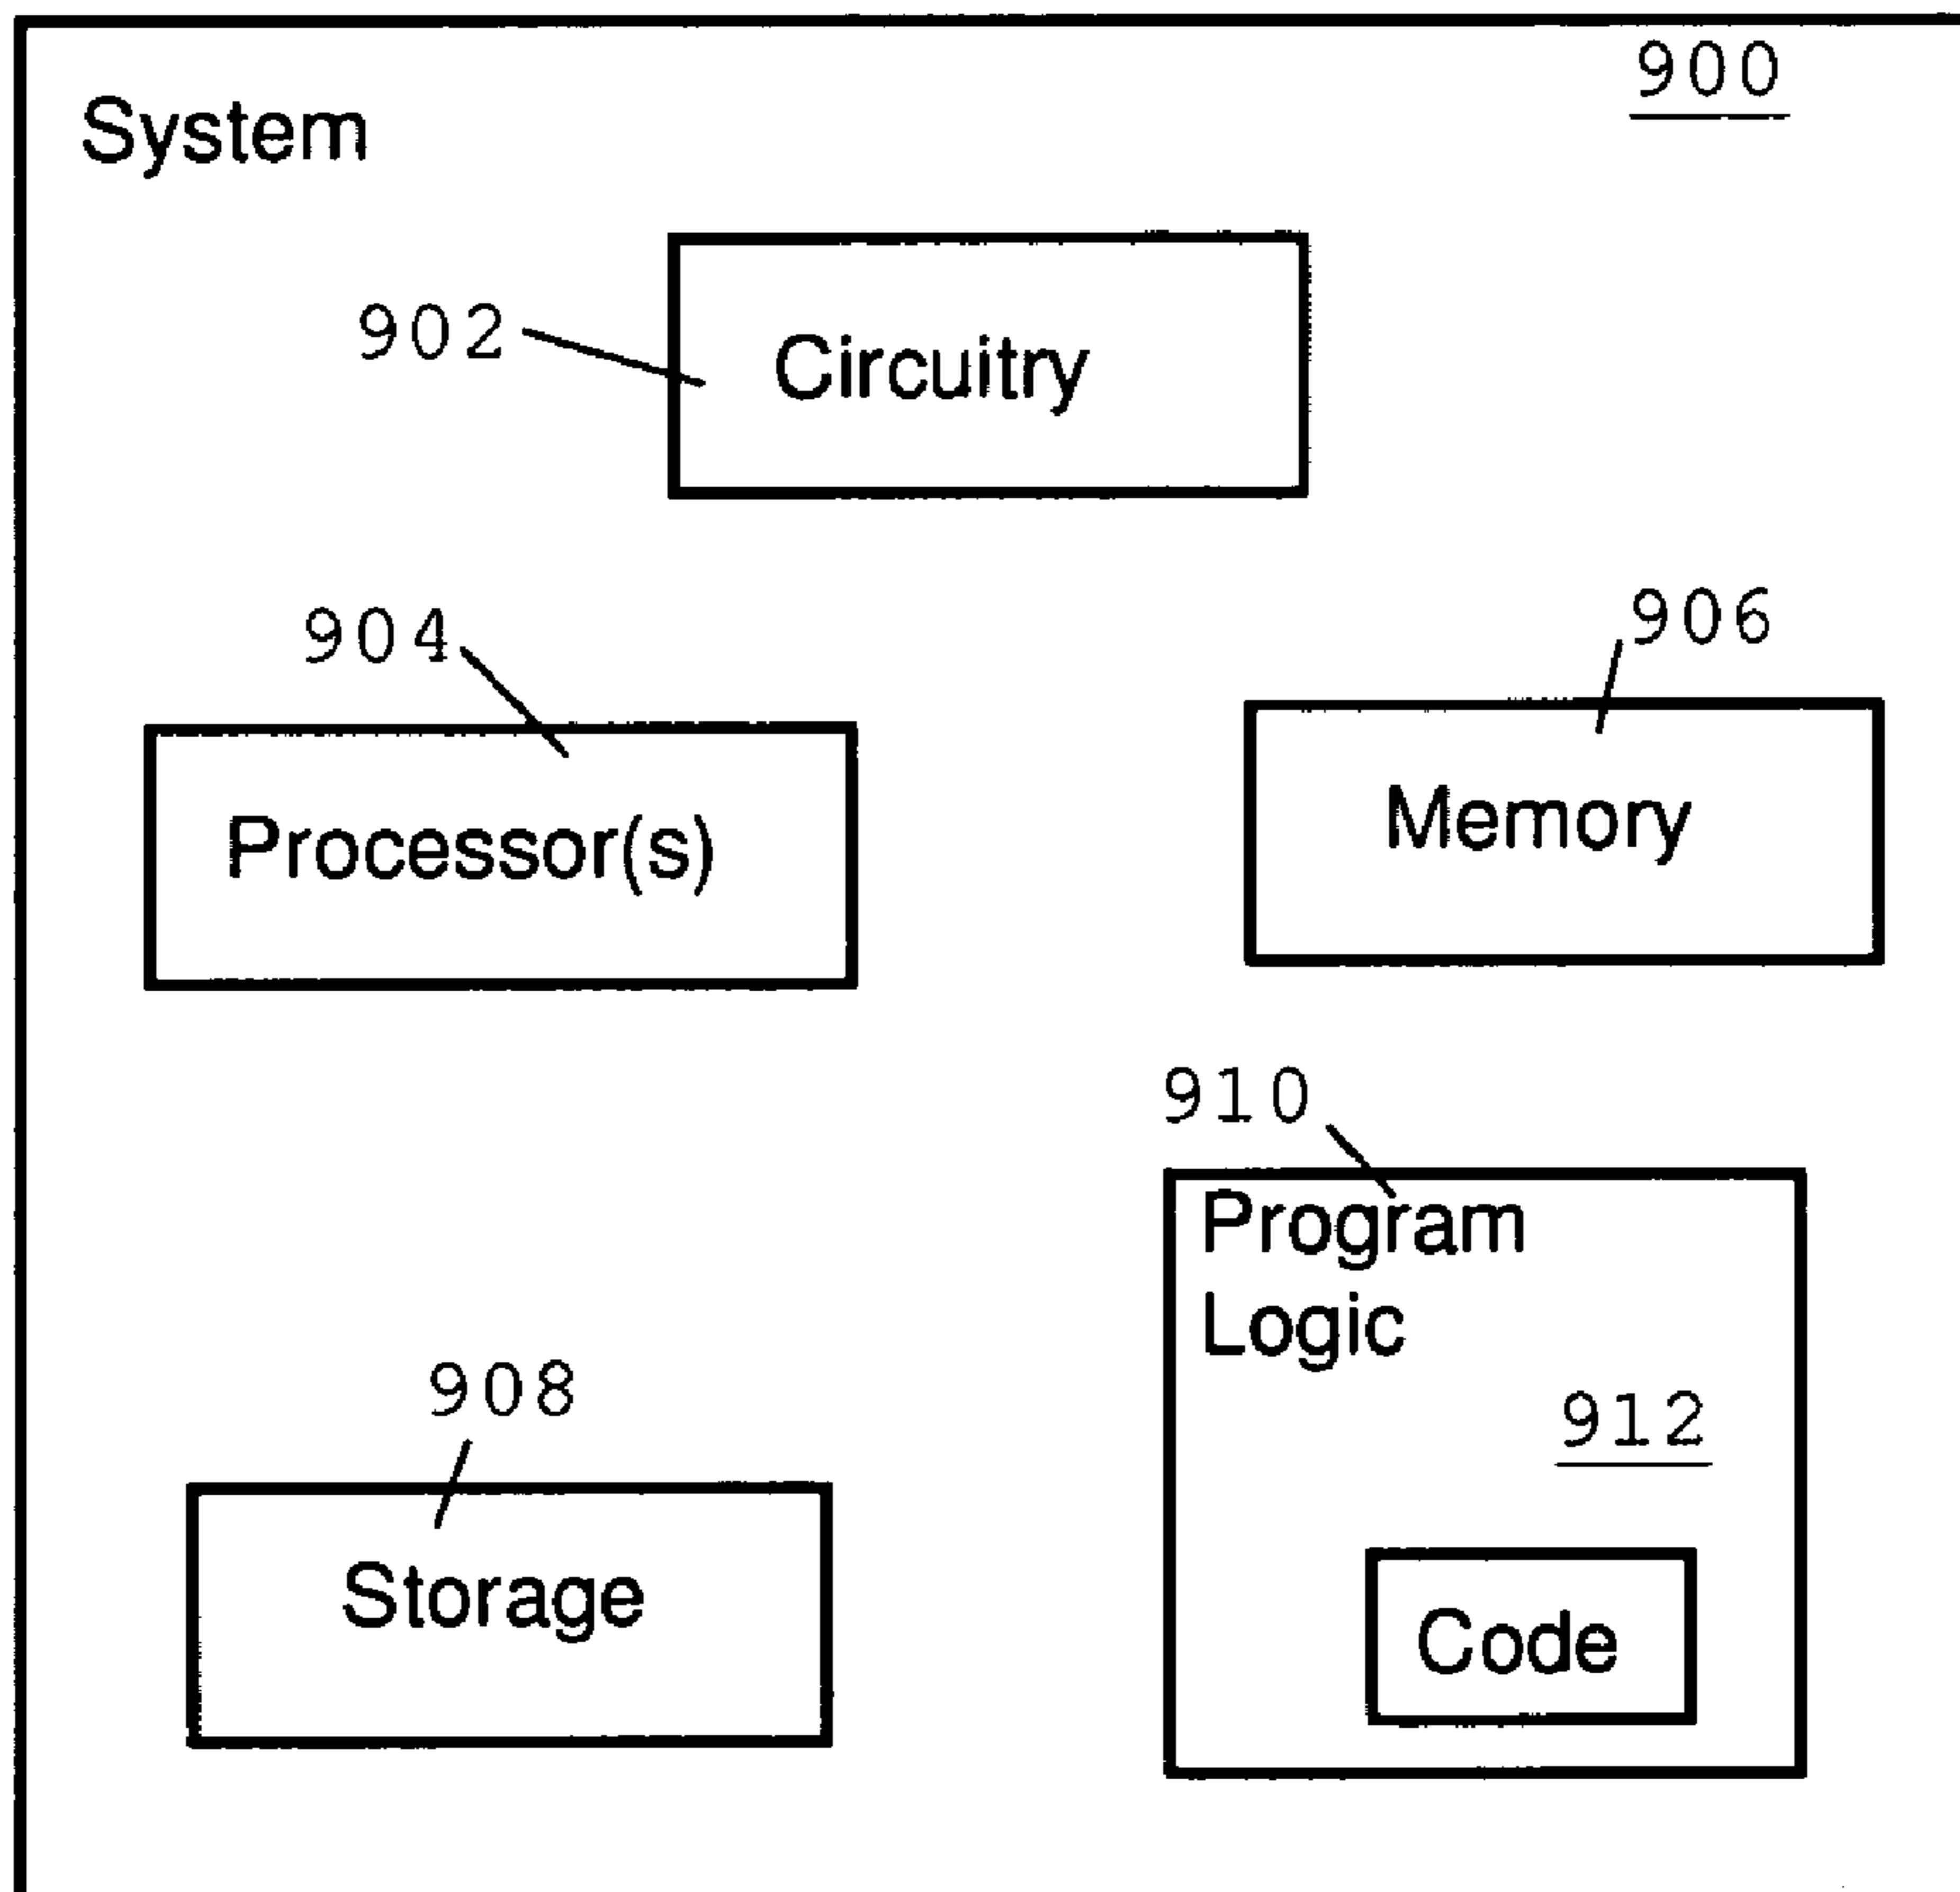 900
System
902
Circuitry
904
906
Processor(s)
Memory
910
Program
Logic
908
912
Storage
Code